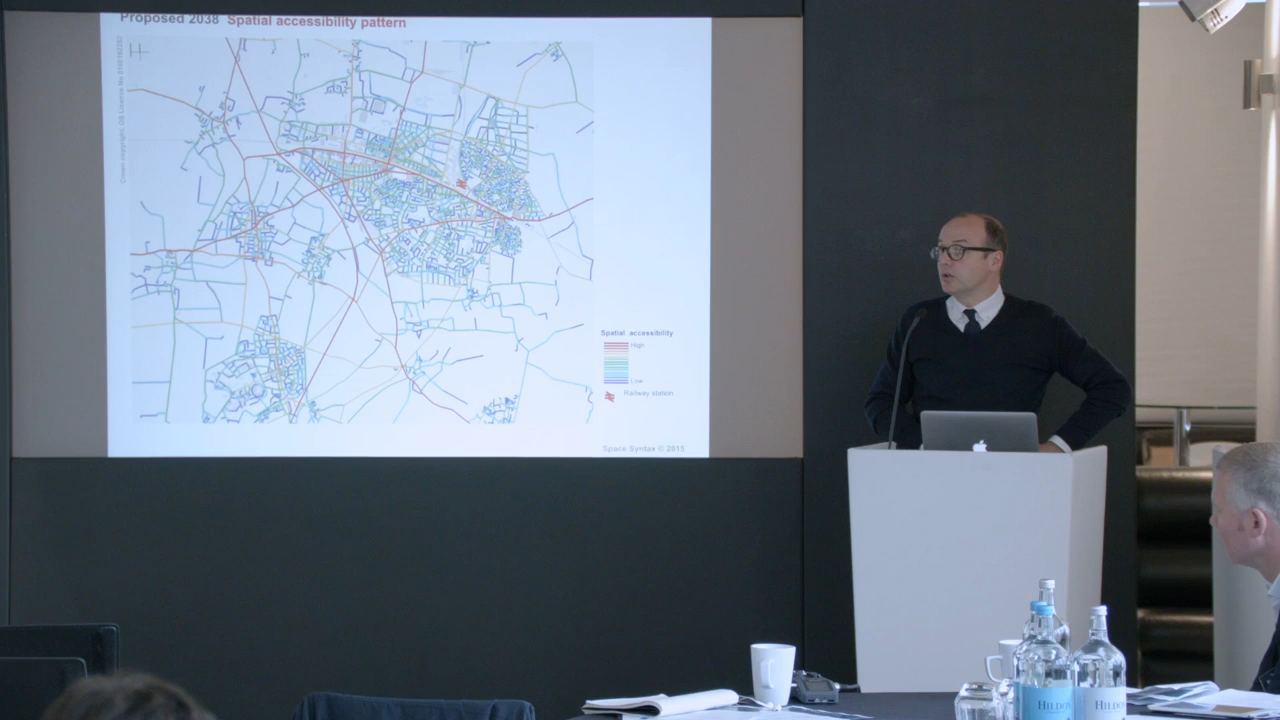 Proposed 2038 Spatial accessibility pattern
Spatial accessibility
High
Low
Railway station
Space Syntax © 2015
HILDON